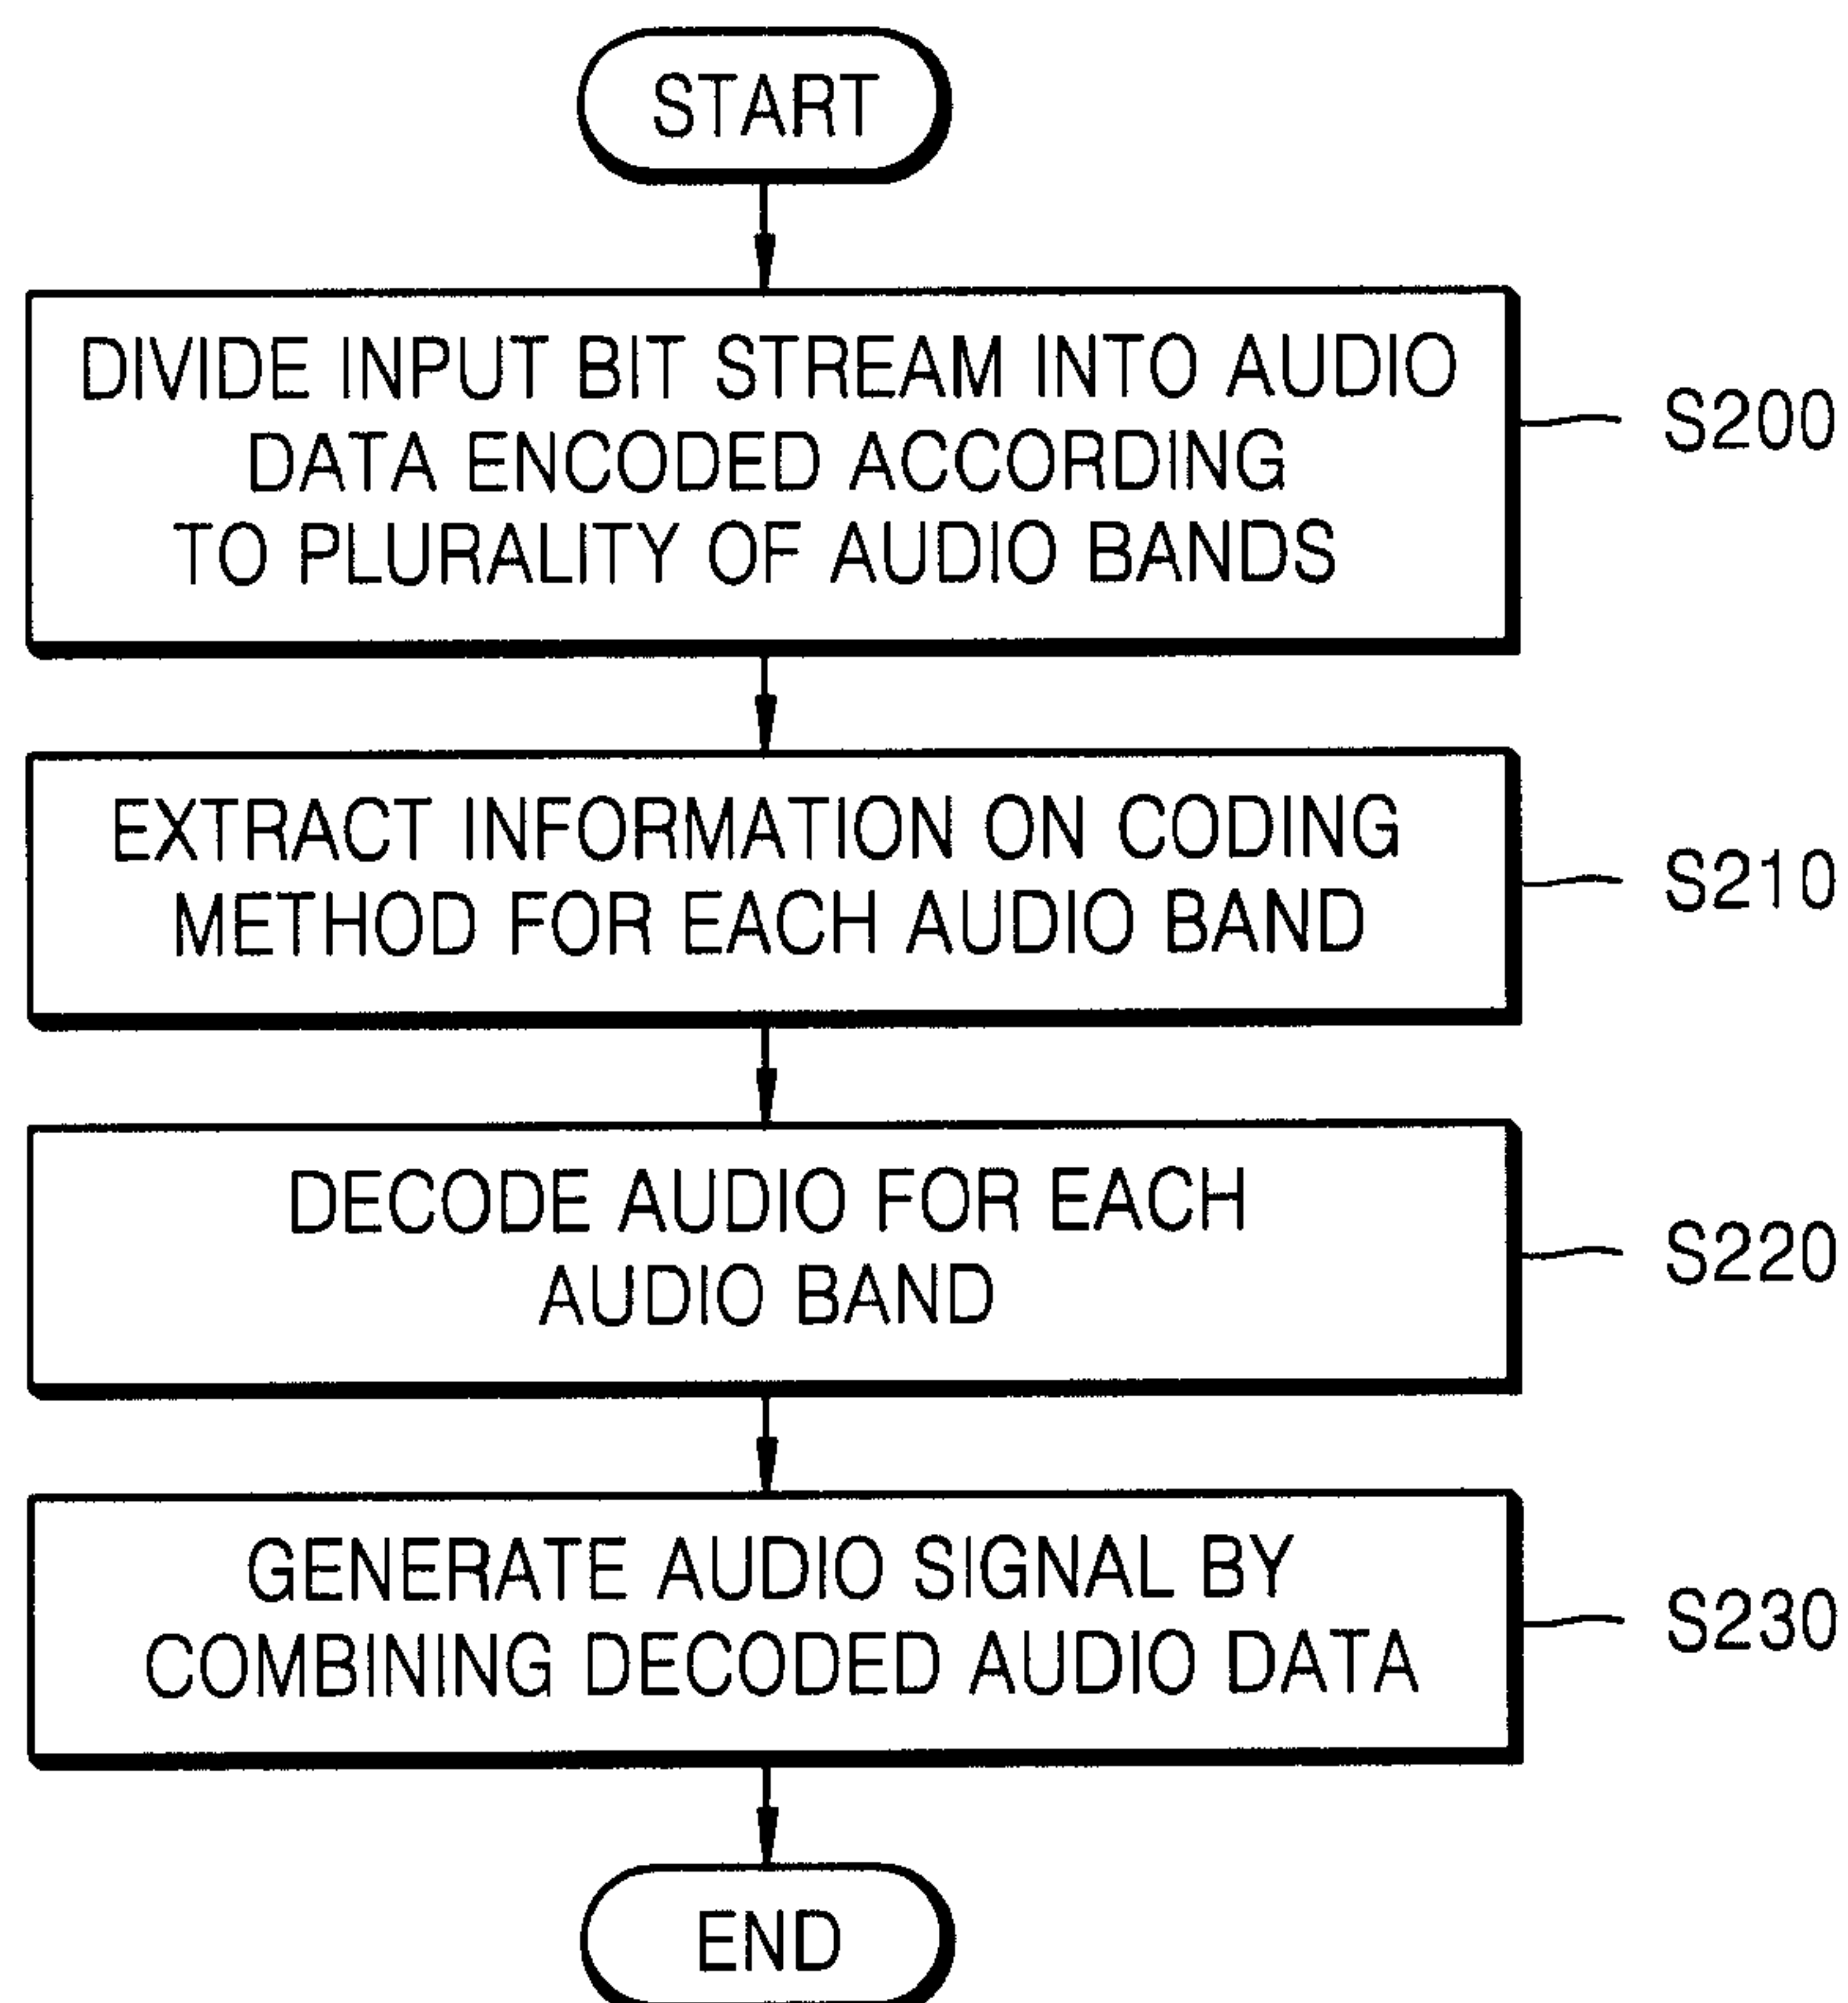 START
DIVIDE INPUT BIT STREAM INTO AUDIO
DATA ENCODED ACCORDING
TO PLURALITY OF AUDIO BANDS
S200
EXTRACT INFORMATION ON CODING
METHOD FOR EACH AUDIO BAND
S210
DECODE AUDIO FOR EACH
AUDIO BAND
S220
GENERATE AUDIO SIGNAL BY
COMBINING DECODED AUDIO DATA
S230
END